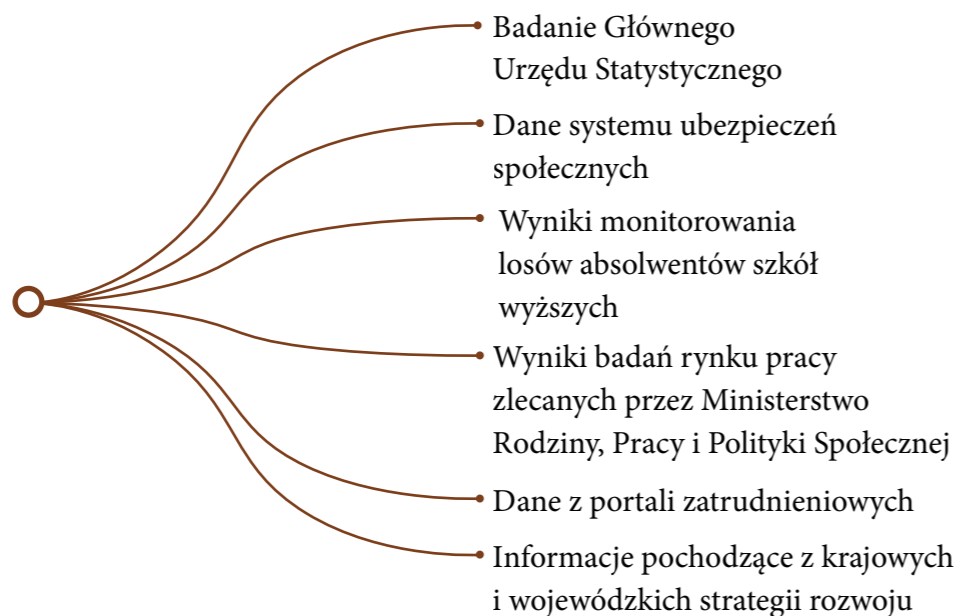 Badanie Głównego
Urzędu Statystycznego
Dane systemu ubezpieczeń
społecznych
Wyniki monitorowania
losów absolwentów szkół
wyższych
Wyniki badań rynku pracy
zlecanych przez Ministerstwo
Rodziny, Pracy i Polityki Społecznej
Dane z portali zatrudnieniowych
Informacje pochodzące z krajowych
i wojewódzkich strategii rozwoju